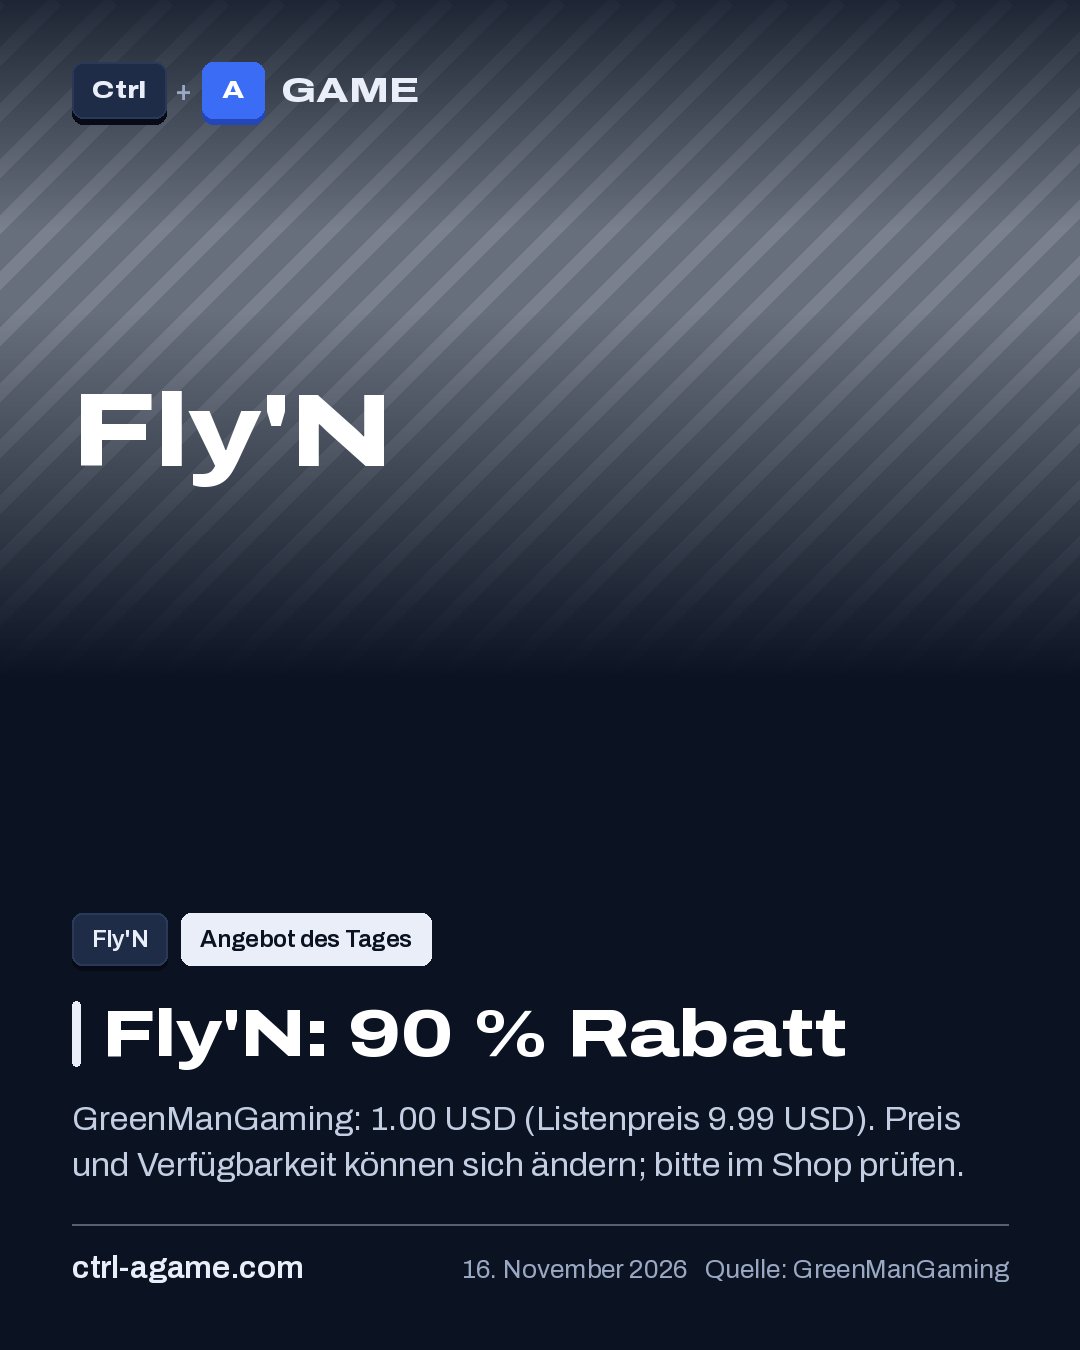 Ctrl + A GAME
Fly'N
Fly'N Angebot des Tages
Fly'N: 90 % Rabatt
GreenManGaming: 1.00 USD (Listenpreis 9.99 USD). Preis
und Verfügbarkeit können sich ändern; bitte im Shop prüfen.
ctrl-agame.com 16. November 2026 Quelle: GreenManGaming